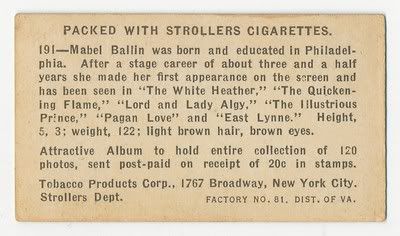 PACKED WITH STROLLERS CIGARETTES.
191—Mabel Ballin was born and educated in Philadel-
phia. After a stage career of about three and a half
years she made her first appearance on the screen and
has been seen in "The White Heather," "The Quicken-
ing Flame," "Lord and Lady Algy," "The Illustrious
Prince," "Pagan Love" and "East Lynne." Height,
5, 3; weight, 122; light brown hair, brown eyes.
Attractive Album to hold entire collection of 120
photos, sent post-paid on receipt of 20c in stamps.
Tobacco Products Corp., 1767 Broadway, New York City.
Strollers Dept. FACTORY NO. 81. DIST. OF VA.